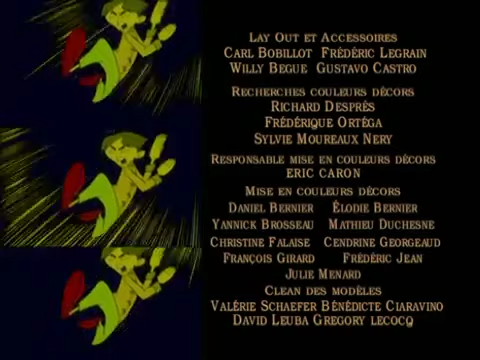 Lay Out et Accessoires
Carl Bobillot Frédéric Legrain
Willy Begue Gustavo Castro
Recherches couleurs décors
Richard Desprês
Frédérique Ortéga
Sylvie Moureaux Nery
Responsable mise en couleurs décors
ERIC CARON
Mise en couleurs décors
Daniel Bernier Élodie Bernier
Yannick Brosseau Mathieu Duchesne
Christine Falaise Cendrine Georgeaud
François Girard Frédéric Jean
Julie Menard
Clean des modèles
Valérie Schaefer Bénédicte Ciaravino
David Leuba Gregory lecocq